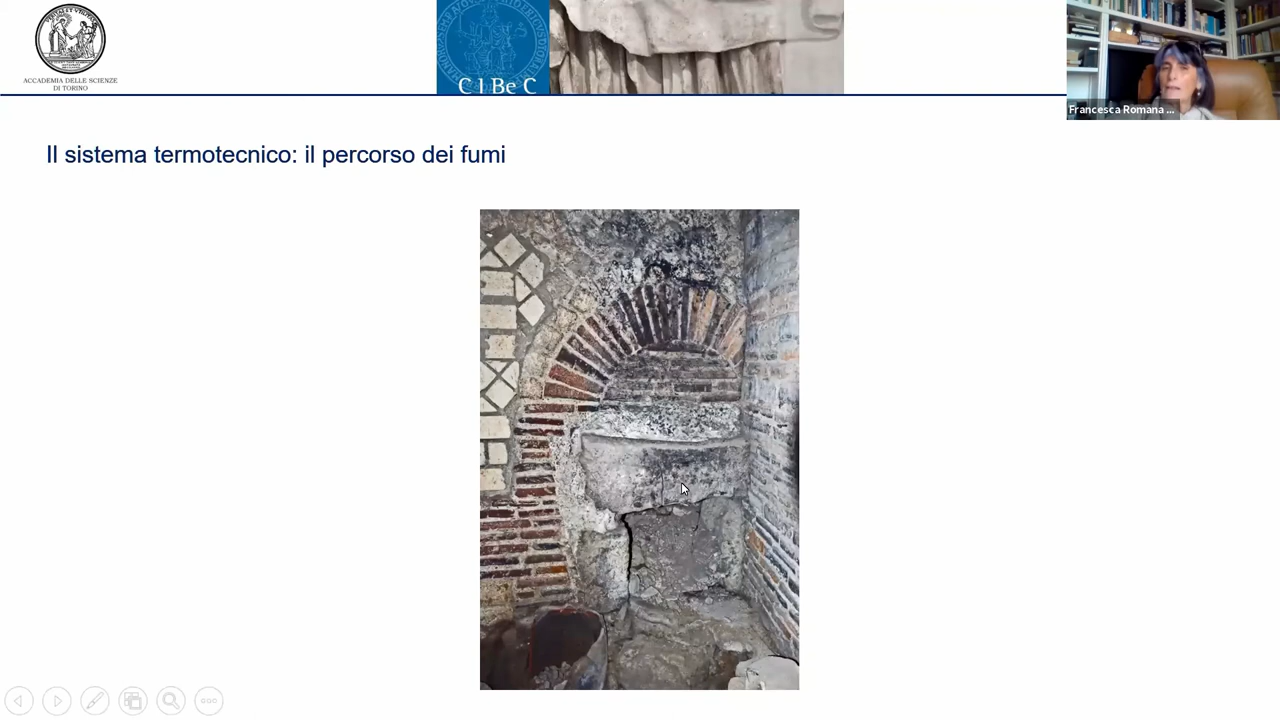 ACCADEMIA DELLE SCIENZE
DI TORINO
C I Be C
Francesca Romana ...
Il sistema termotecnico: il percorso dei fumi